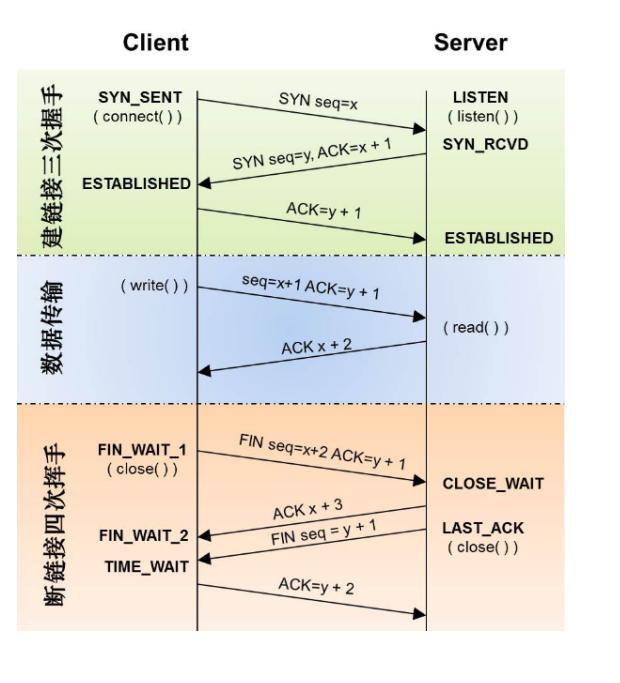 Client
Server
建链接三次握手
SYN_SENT
( connect( ) )
SYN seq=x
LISTEN
( listen( ) )
SYN_RCVD
SYN seq=y, ACK=x + 1
ESTABLISHED
ACK=y + 1
ESTABLISHED
数据传输
( write( ) )
seq=x+1 ACK=y + 1
( read( ) )
ACK x + 2
断链接四次挥手
FIN_WAIT_1
( close( ) )
FIN seq=x+2 ACK=y + 1
CLOSE_WAIT
ACK x + 3
FIN_WAIT_2
FIN seq = y + 1
LAST_ACK
( close( ) )
TIME_WAIT
ACK=y + 2